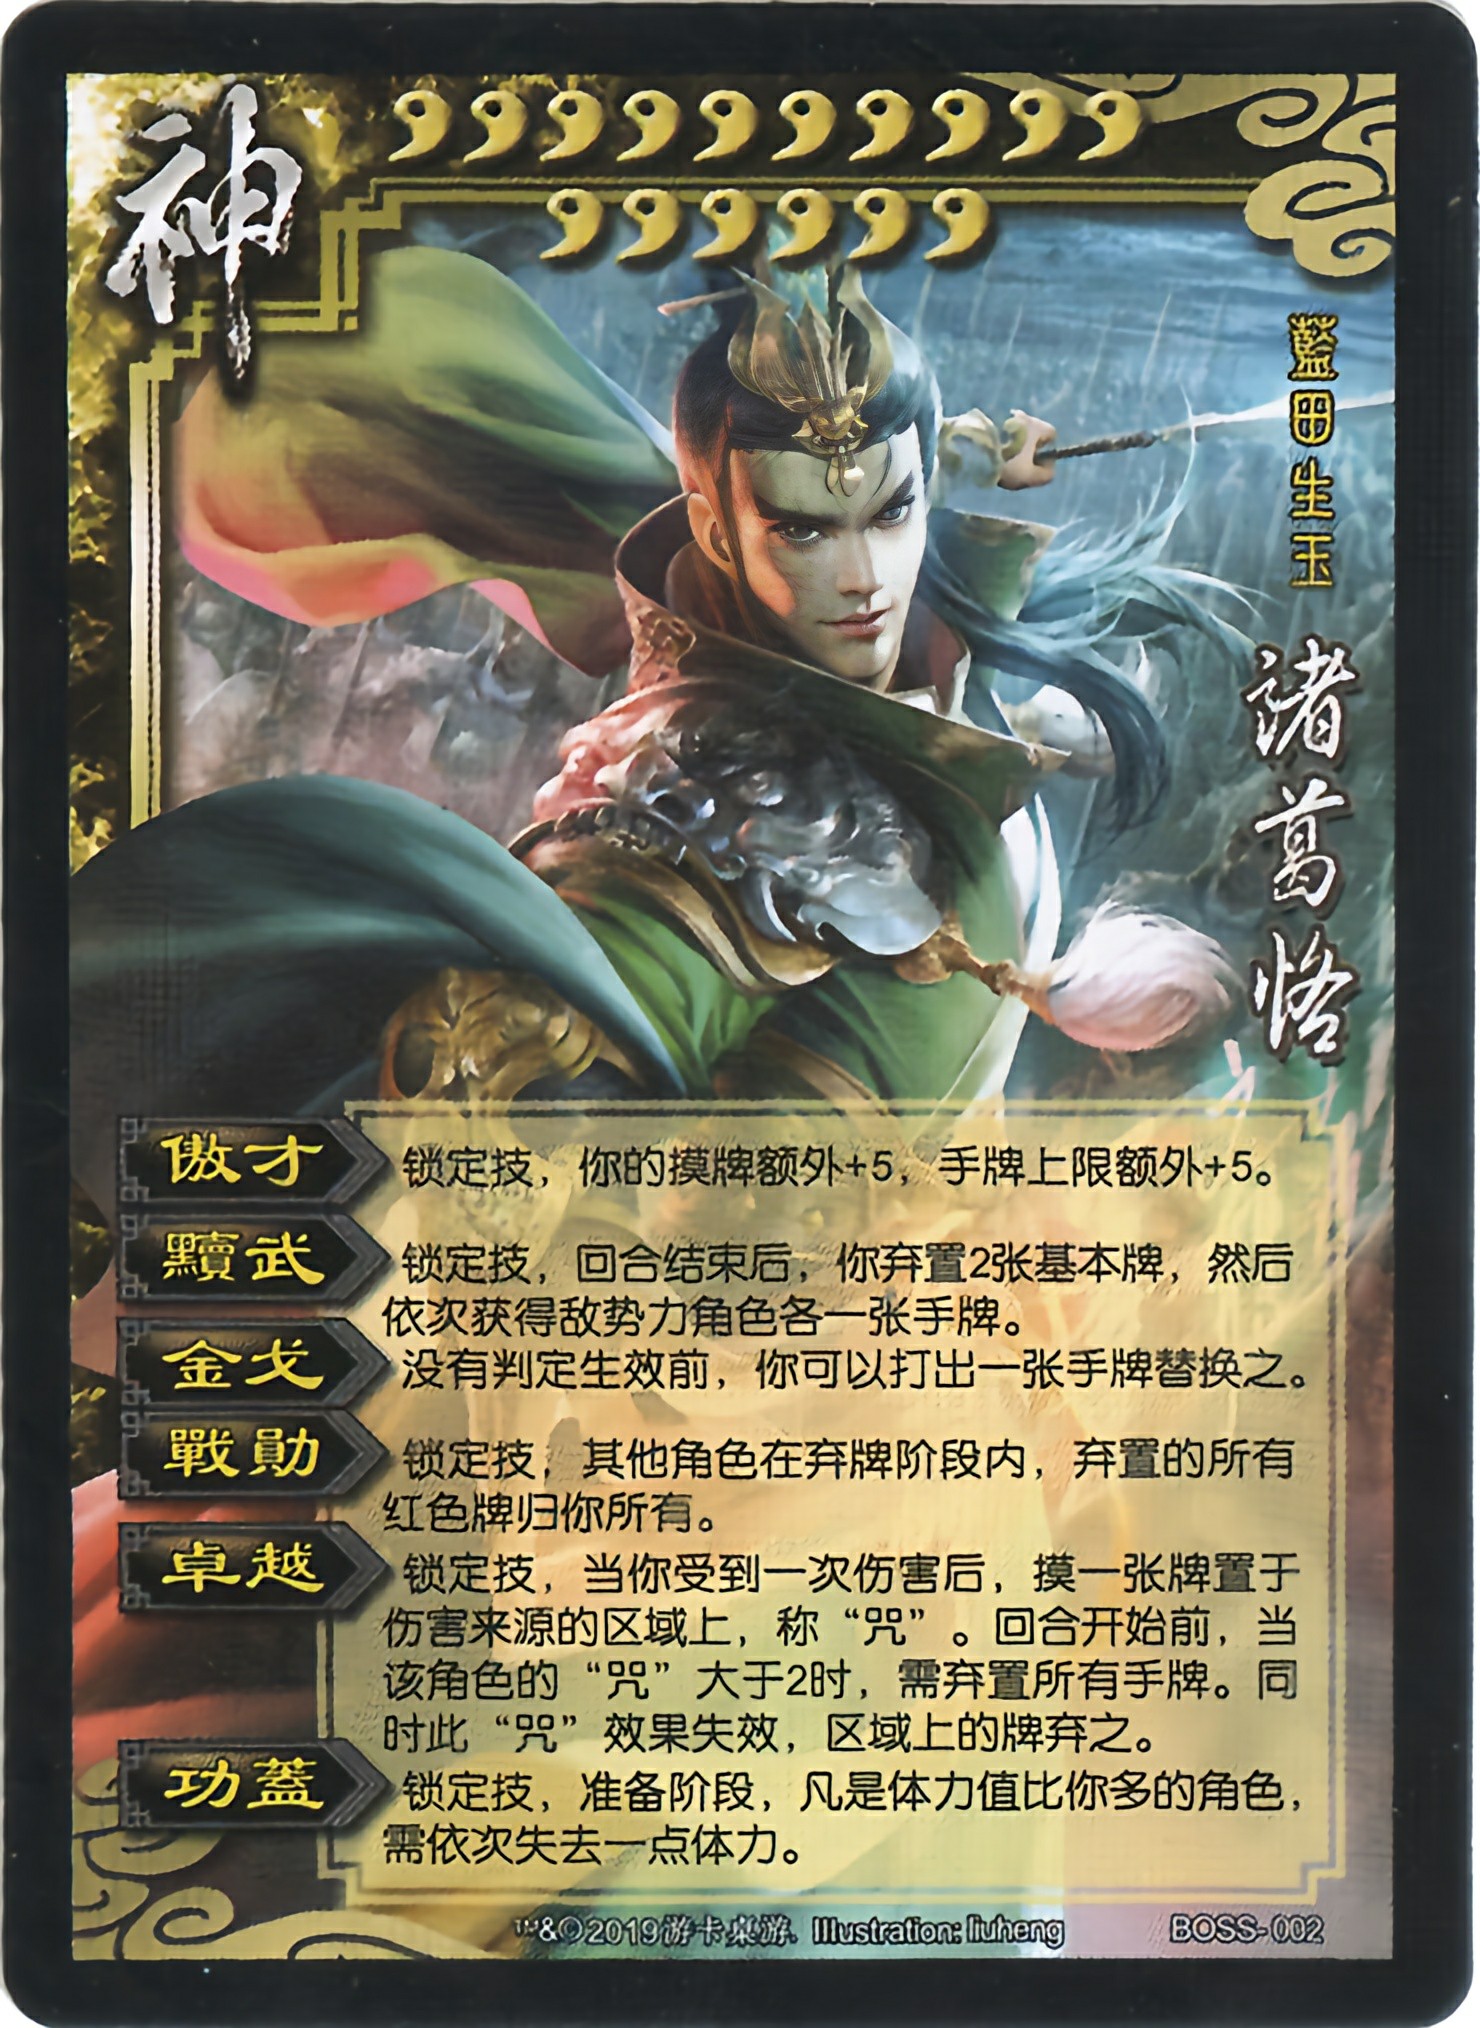 神
藍田生玉
諸葛恪
傲才
锁定技，你的摸牌额外+5，手牌上限额外+5。
黷武
锁定技，回合结束后，你弃置2张基本牌，然后
依次获得敌势力角色各一张手牌。
金戈
没有判定生效前，你可以打出一张手牌替换之。
戰勛
锁定技，其他角色在弃牌阶段内，弃置的所有
红色牌归你所有。
卓越
锁定技，当你受到一次伤害后，摸一张牌置于
伤害来源的区域上，称“咒”。回合开始前，当
该角色的“咒”大于2时，需弃置所有手牌。同
时此“咒”效果失效，区域上的牌弃之。
功蓋
锁定技，准备阶段，凡是体力值比你多的角色，
需依次失去一点体力。
™&©2019游卡桌游. Illustration: liuheng
BOSS-002